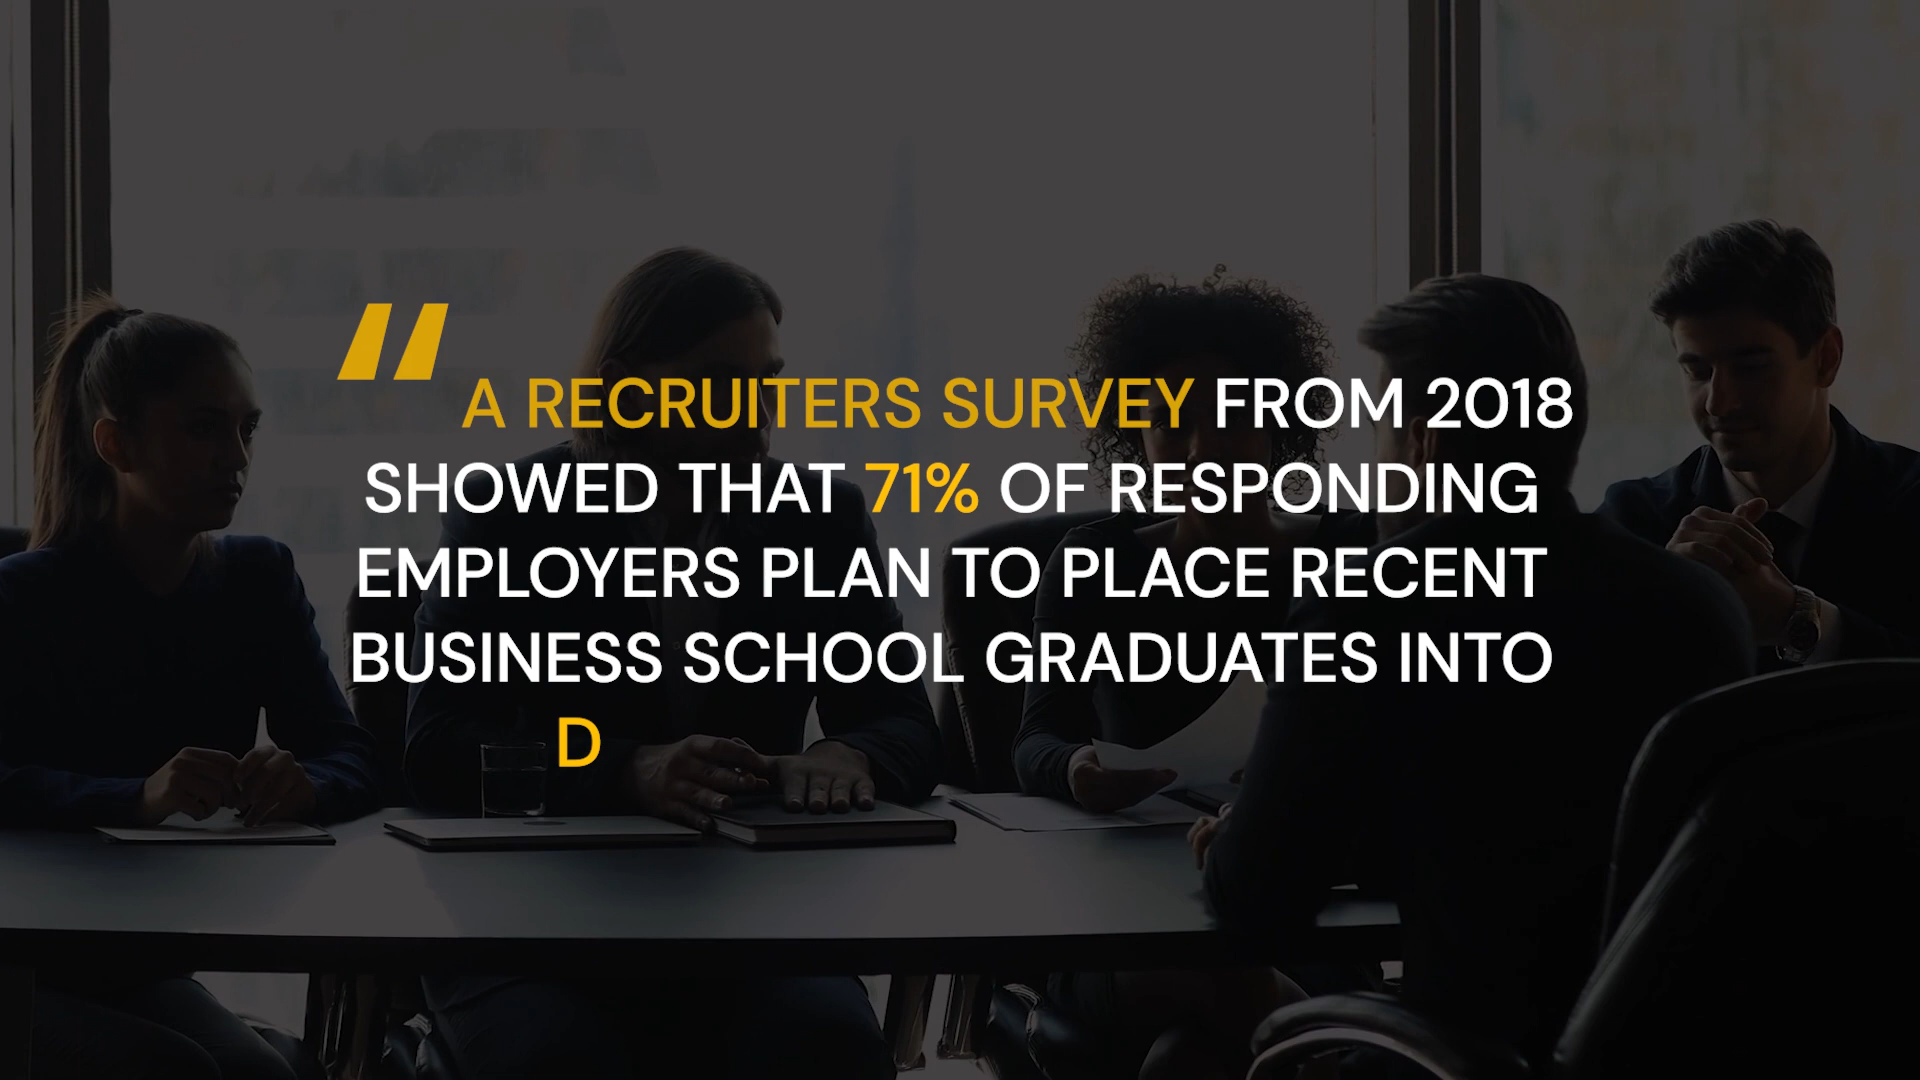 “ A RECRUITERS SURVEY FROM 2018
SHOWED THAT 71% OF RESPONDING
EMPLOYERS PLAN TO PLACE RECENT
BUSINESS SCHOOL GRADUATES INTO
D